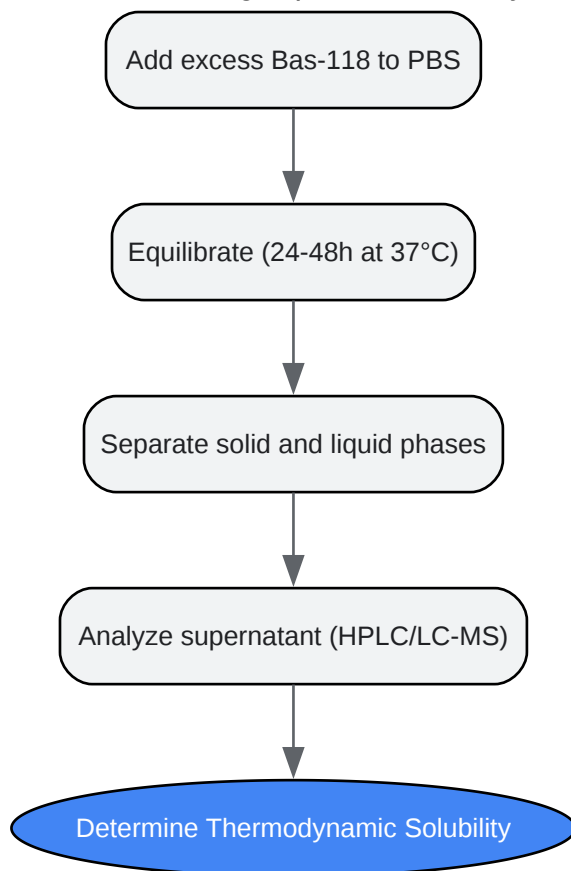 Add excess Bas-118 to PBS
Equilibrate (24-48h at 37°C)
Separate solid and liquid phases
Analyze supernatant (HPLC/LC-MS)
Determine Thermodynamic Solubility